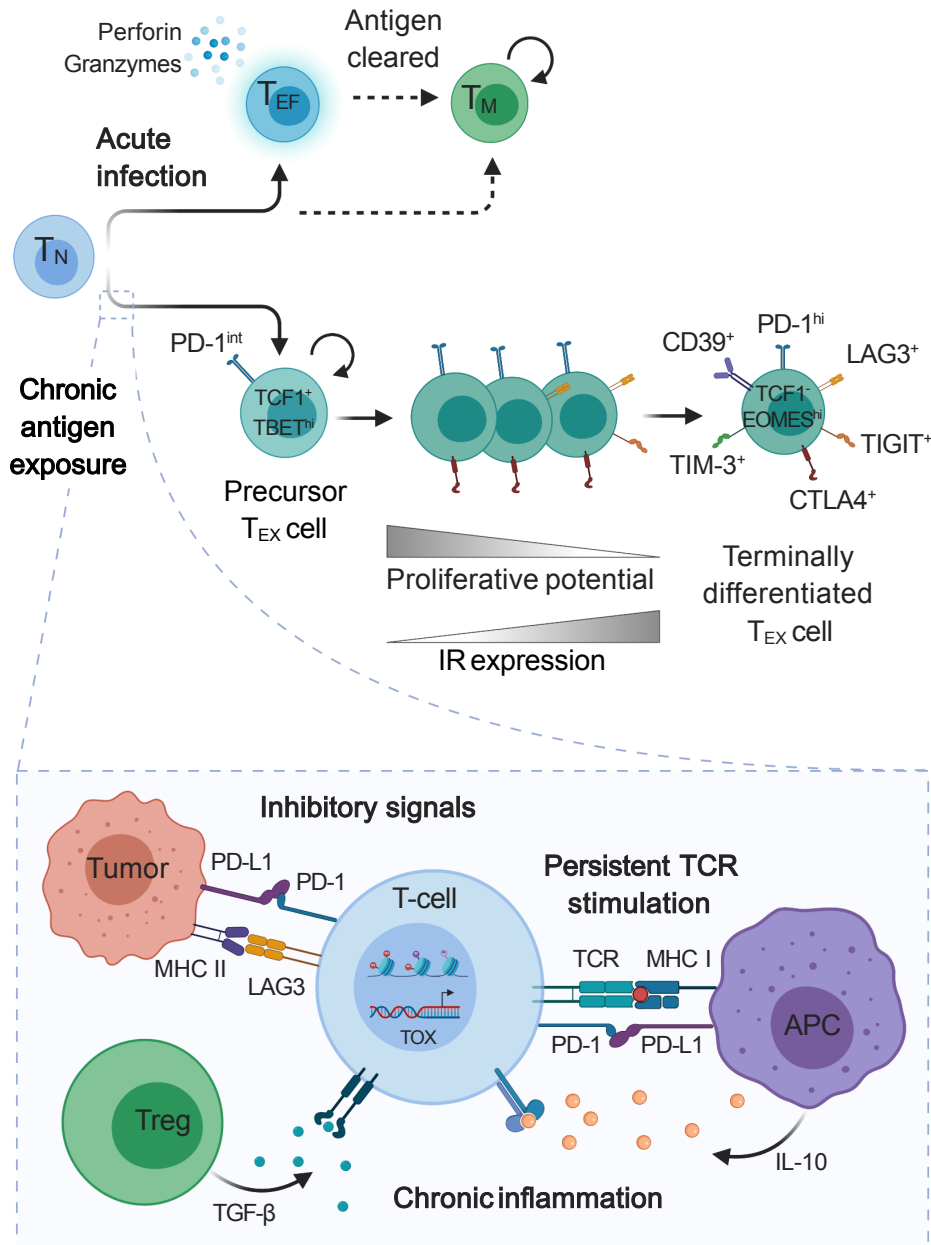 Perforin
Granzymes
Antigen
cleared
TEF
TM
Acute
infection
TN
PD-1int
CD39+
PD-1hi
LAG3+
TCF1+
TBEThi
TCF1-
EOMEShi
TIM-3+
TIGIT+
CTLA4+
Chronic
antigen
exposure
Precursor
TEX cell
Proliferative potential
IR expression
Terminally
differentiated
TEX cell
Inhibitory signals
Tumor
PD-L1
PD-1
MHC II
LAG3
T-cell
TOX
Persistent TCR
stimulation
TCR
MHC I
PD-1
PD-L1
APC
Treg
TGF-β
Chronic inflammation
IL-10